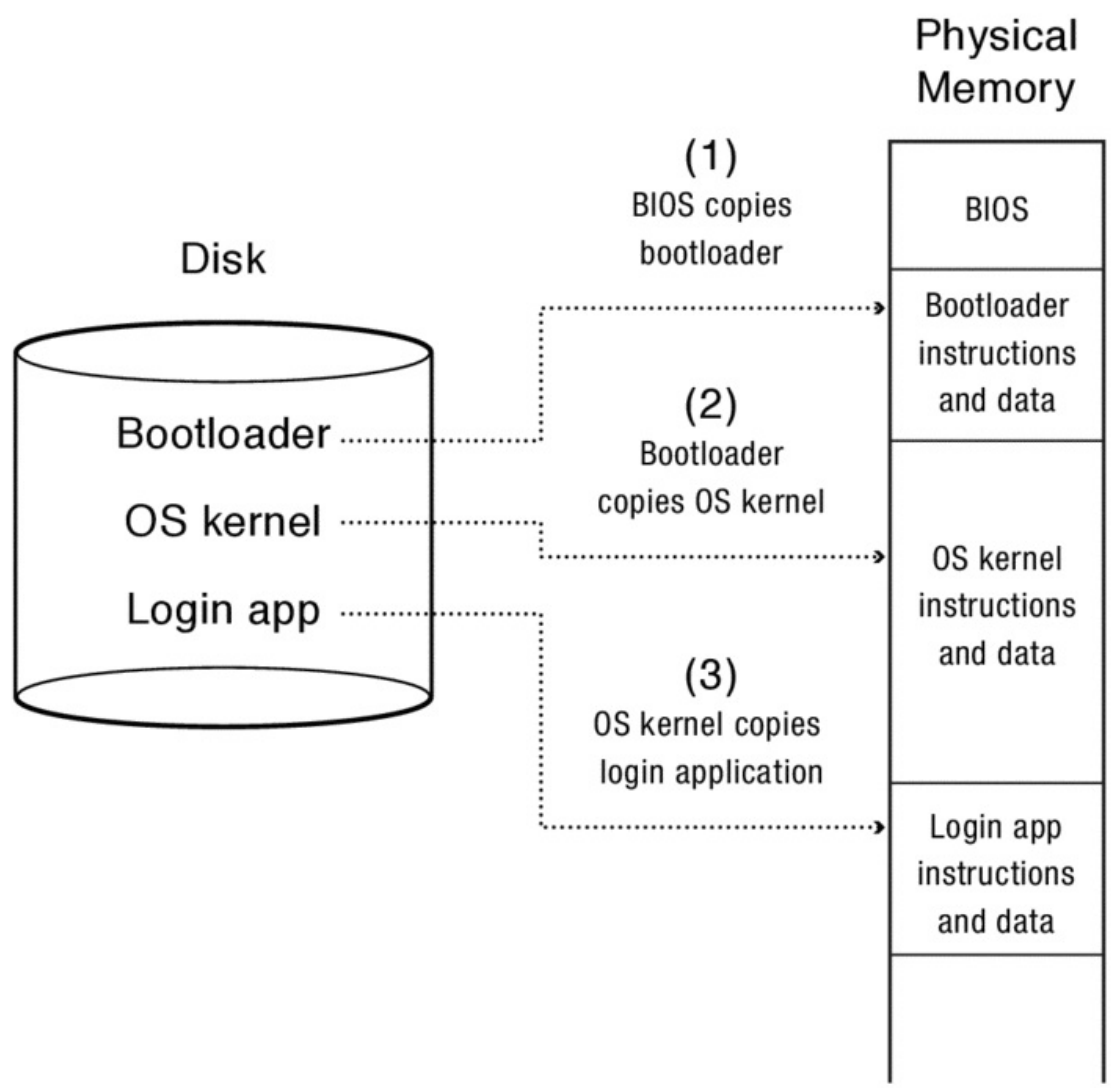 Physical
Memory
(1)
BIOS copies
bootloader
BIOS
Disk
Bootloader
instructions
and data
Bootloader
(2)
Bootloader
copies OS kernel
OS kernel
OS kernel
instructions
and data
Login app
(3)
OS kernel copies
login application
Login app
instructions
and data